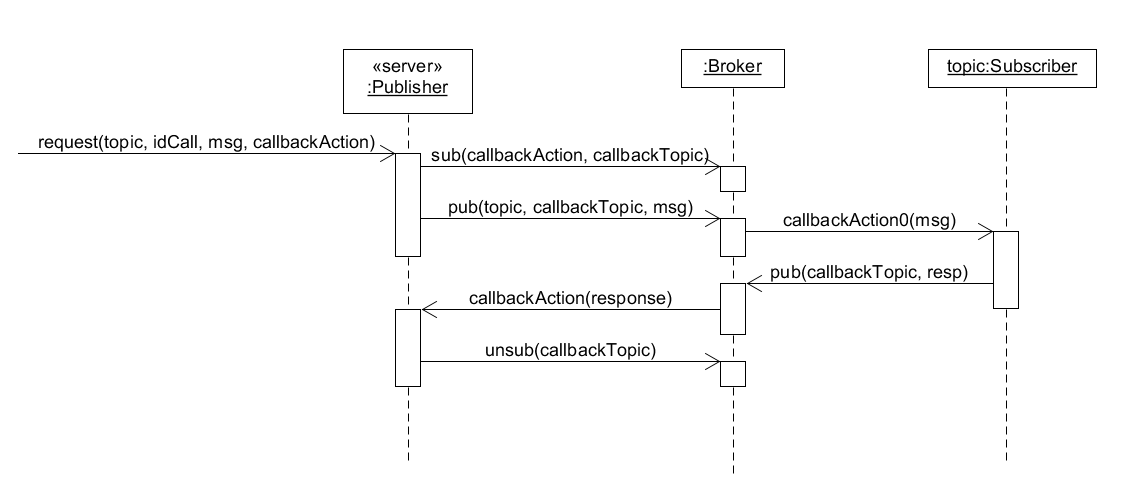 «server»
:Publisher
:Broker
topic:Subscriber
request(topic, idCall, msg, callbackAction)
sub(callbackAction, callbackTopic)
pub(topic, callbackTopic, msg)
callbackAction0(msg)
pub(callbackTopic, resp)
callbackAction(response)
unsub(callbackTopic)